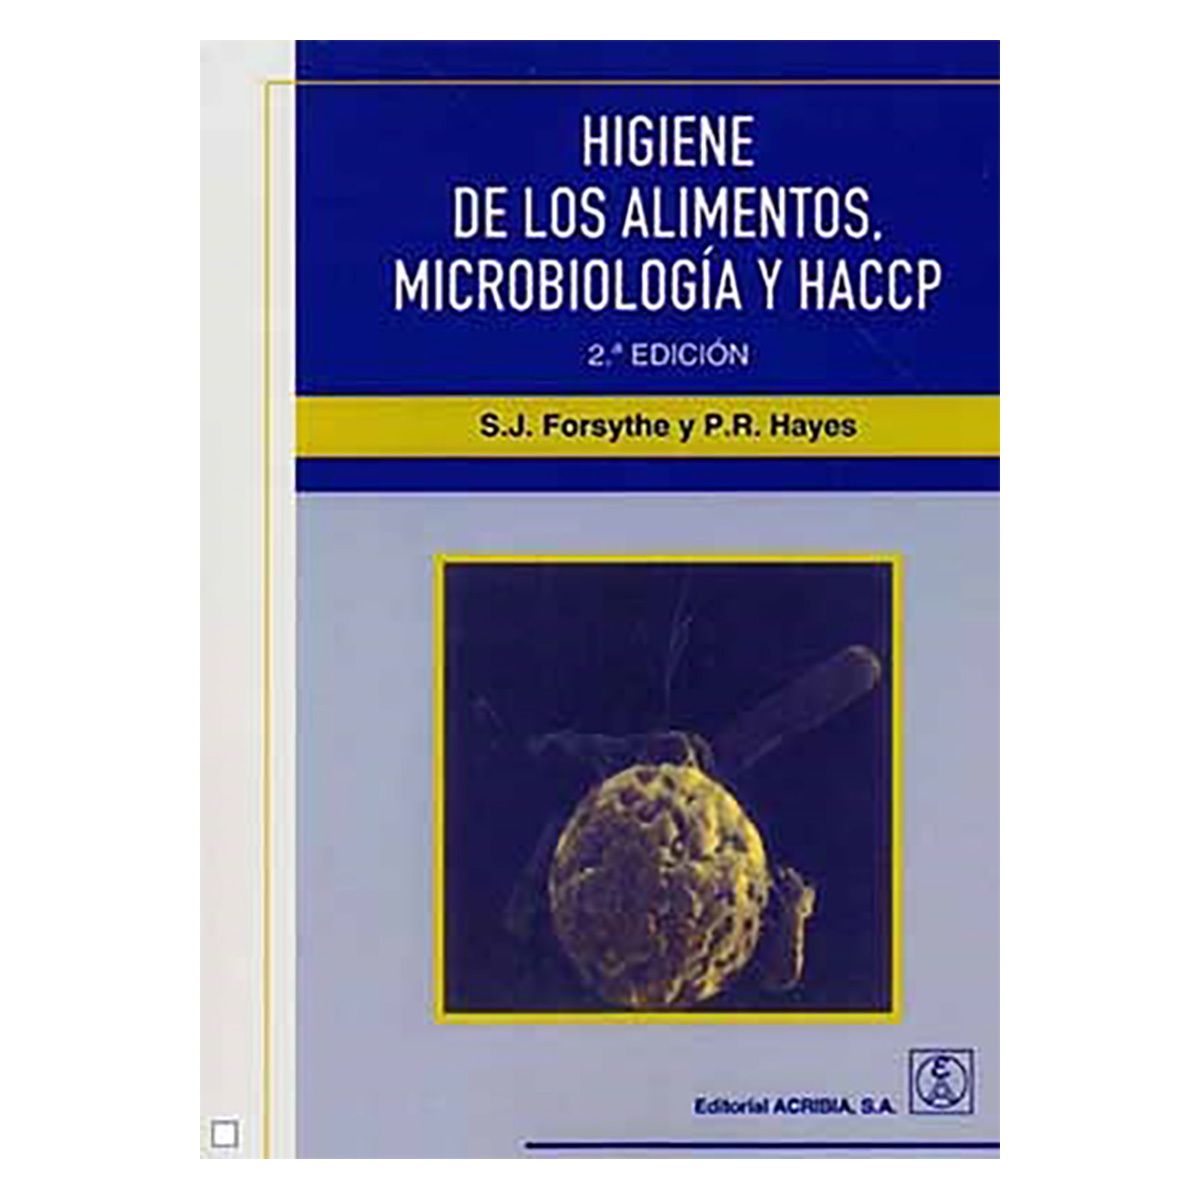 HIGIENE
DE LOS ALIMENTOS.
MICROBIOLOGÍA Y HACCP
2.ª EDICIÓN
S.J. Forsythe y P.R. Hayes
Editorial ACRIBIA, S.A.